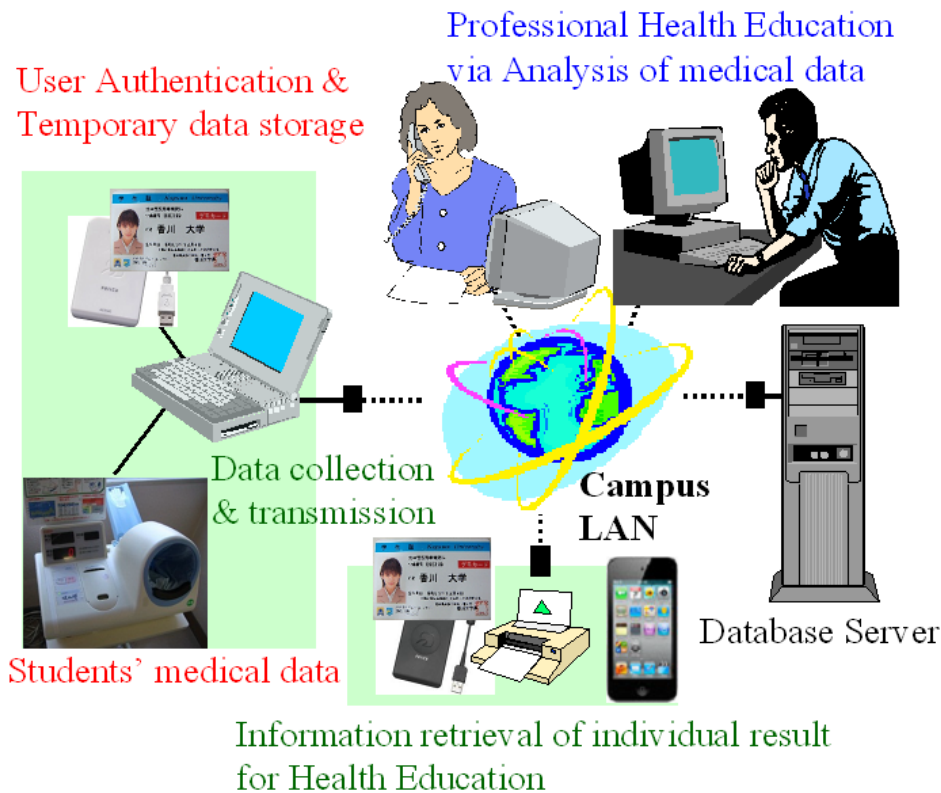 Professional Health Education
via Analysis of medical data
User Authentication &
Temporary data storage
香川 大学
Data collection
& transmission
Campus
LAN
香川 大学
Database Server
Students’ medical data
Information retrieval of individual result
for Health Education